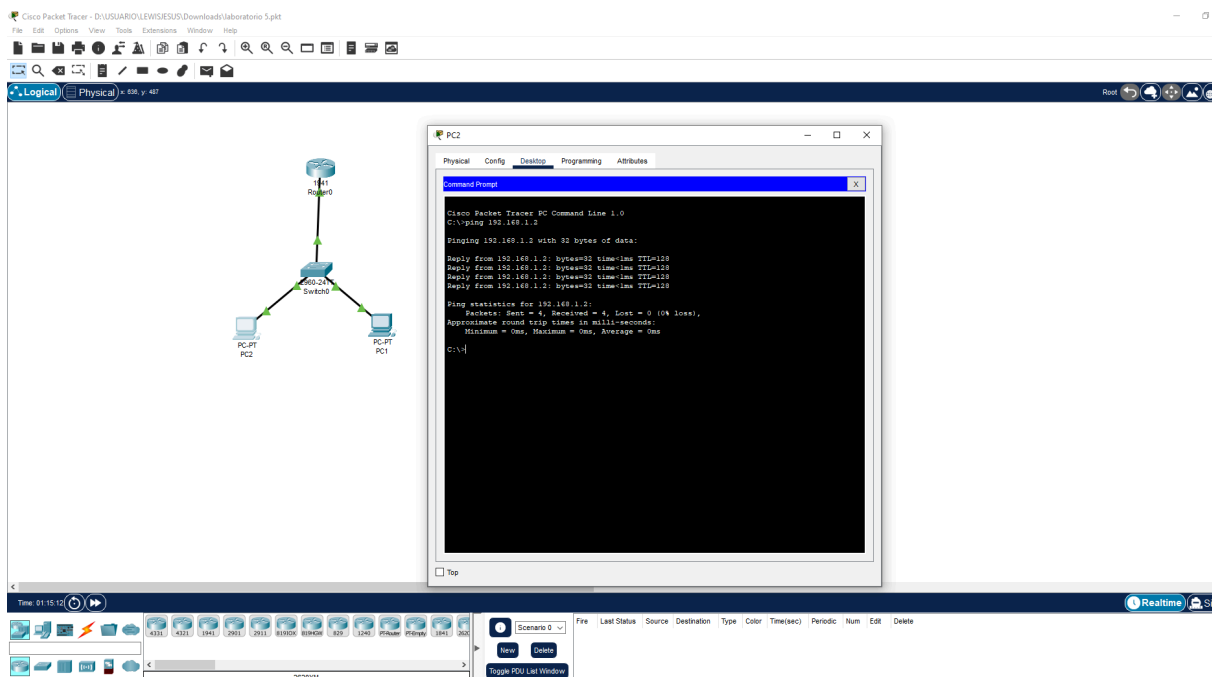 Cisco Packet Tracer - D:\USUARIO\LEWISJESUS\Downloads\laboratorio 5.pkt
File Edit Options View Tools Extensions Window Help
Logical Physical x: 636, y: 487 Root
1941
Router0
2960-24TT
Switch0
PC-PT
PC2
PC-PT
PC1
PC2
Physical Config Desktop Programming Attributes
Command Prompt X
Cisco Packet Tracer PC Command Line 1.0
C:\>ping 192.168.1.2
Pinging 192.168.1.2 with 32 bytes of data:
Reply from 192.168.1.2: bytes=32 time<1ms TTL=128
Reply from 192.168.1.2: bytes=32 time<1ms TTL=128
Reply from 192.168.1.2: bytes=32 time<1ms TTL=128
Reply from 192.168.1.2: bytes=32 time<1ms TTL=128
Ping statistics for 192.168.1.2:
Packets: Sent = 4, Received = 4, Lost = 0 (0% loss),
Approximate round trip times in milli-seconds:
Minimum = 0ms, Maximum = 0ms, Average = 0ms
C:\>
Top
Time: 01:15:12 Realtime
4331 4321 1941 2901 2911 819IOX 819HGW 829 1240 PT-Router PT-Empty 1841
Scenario 0
New Delete
Toggle PDU List Window
Fire Last Status Source Destination Type Color Time(sec) Periodic Num Edit Delete